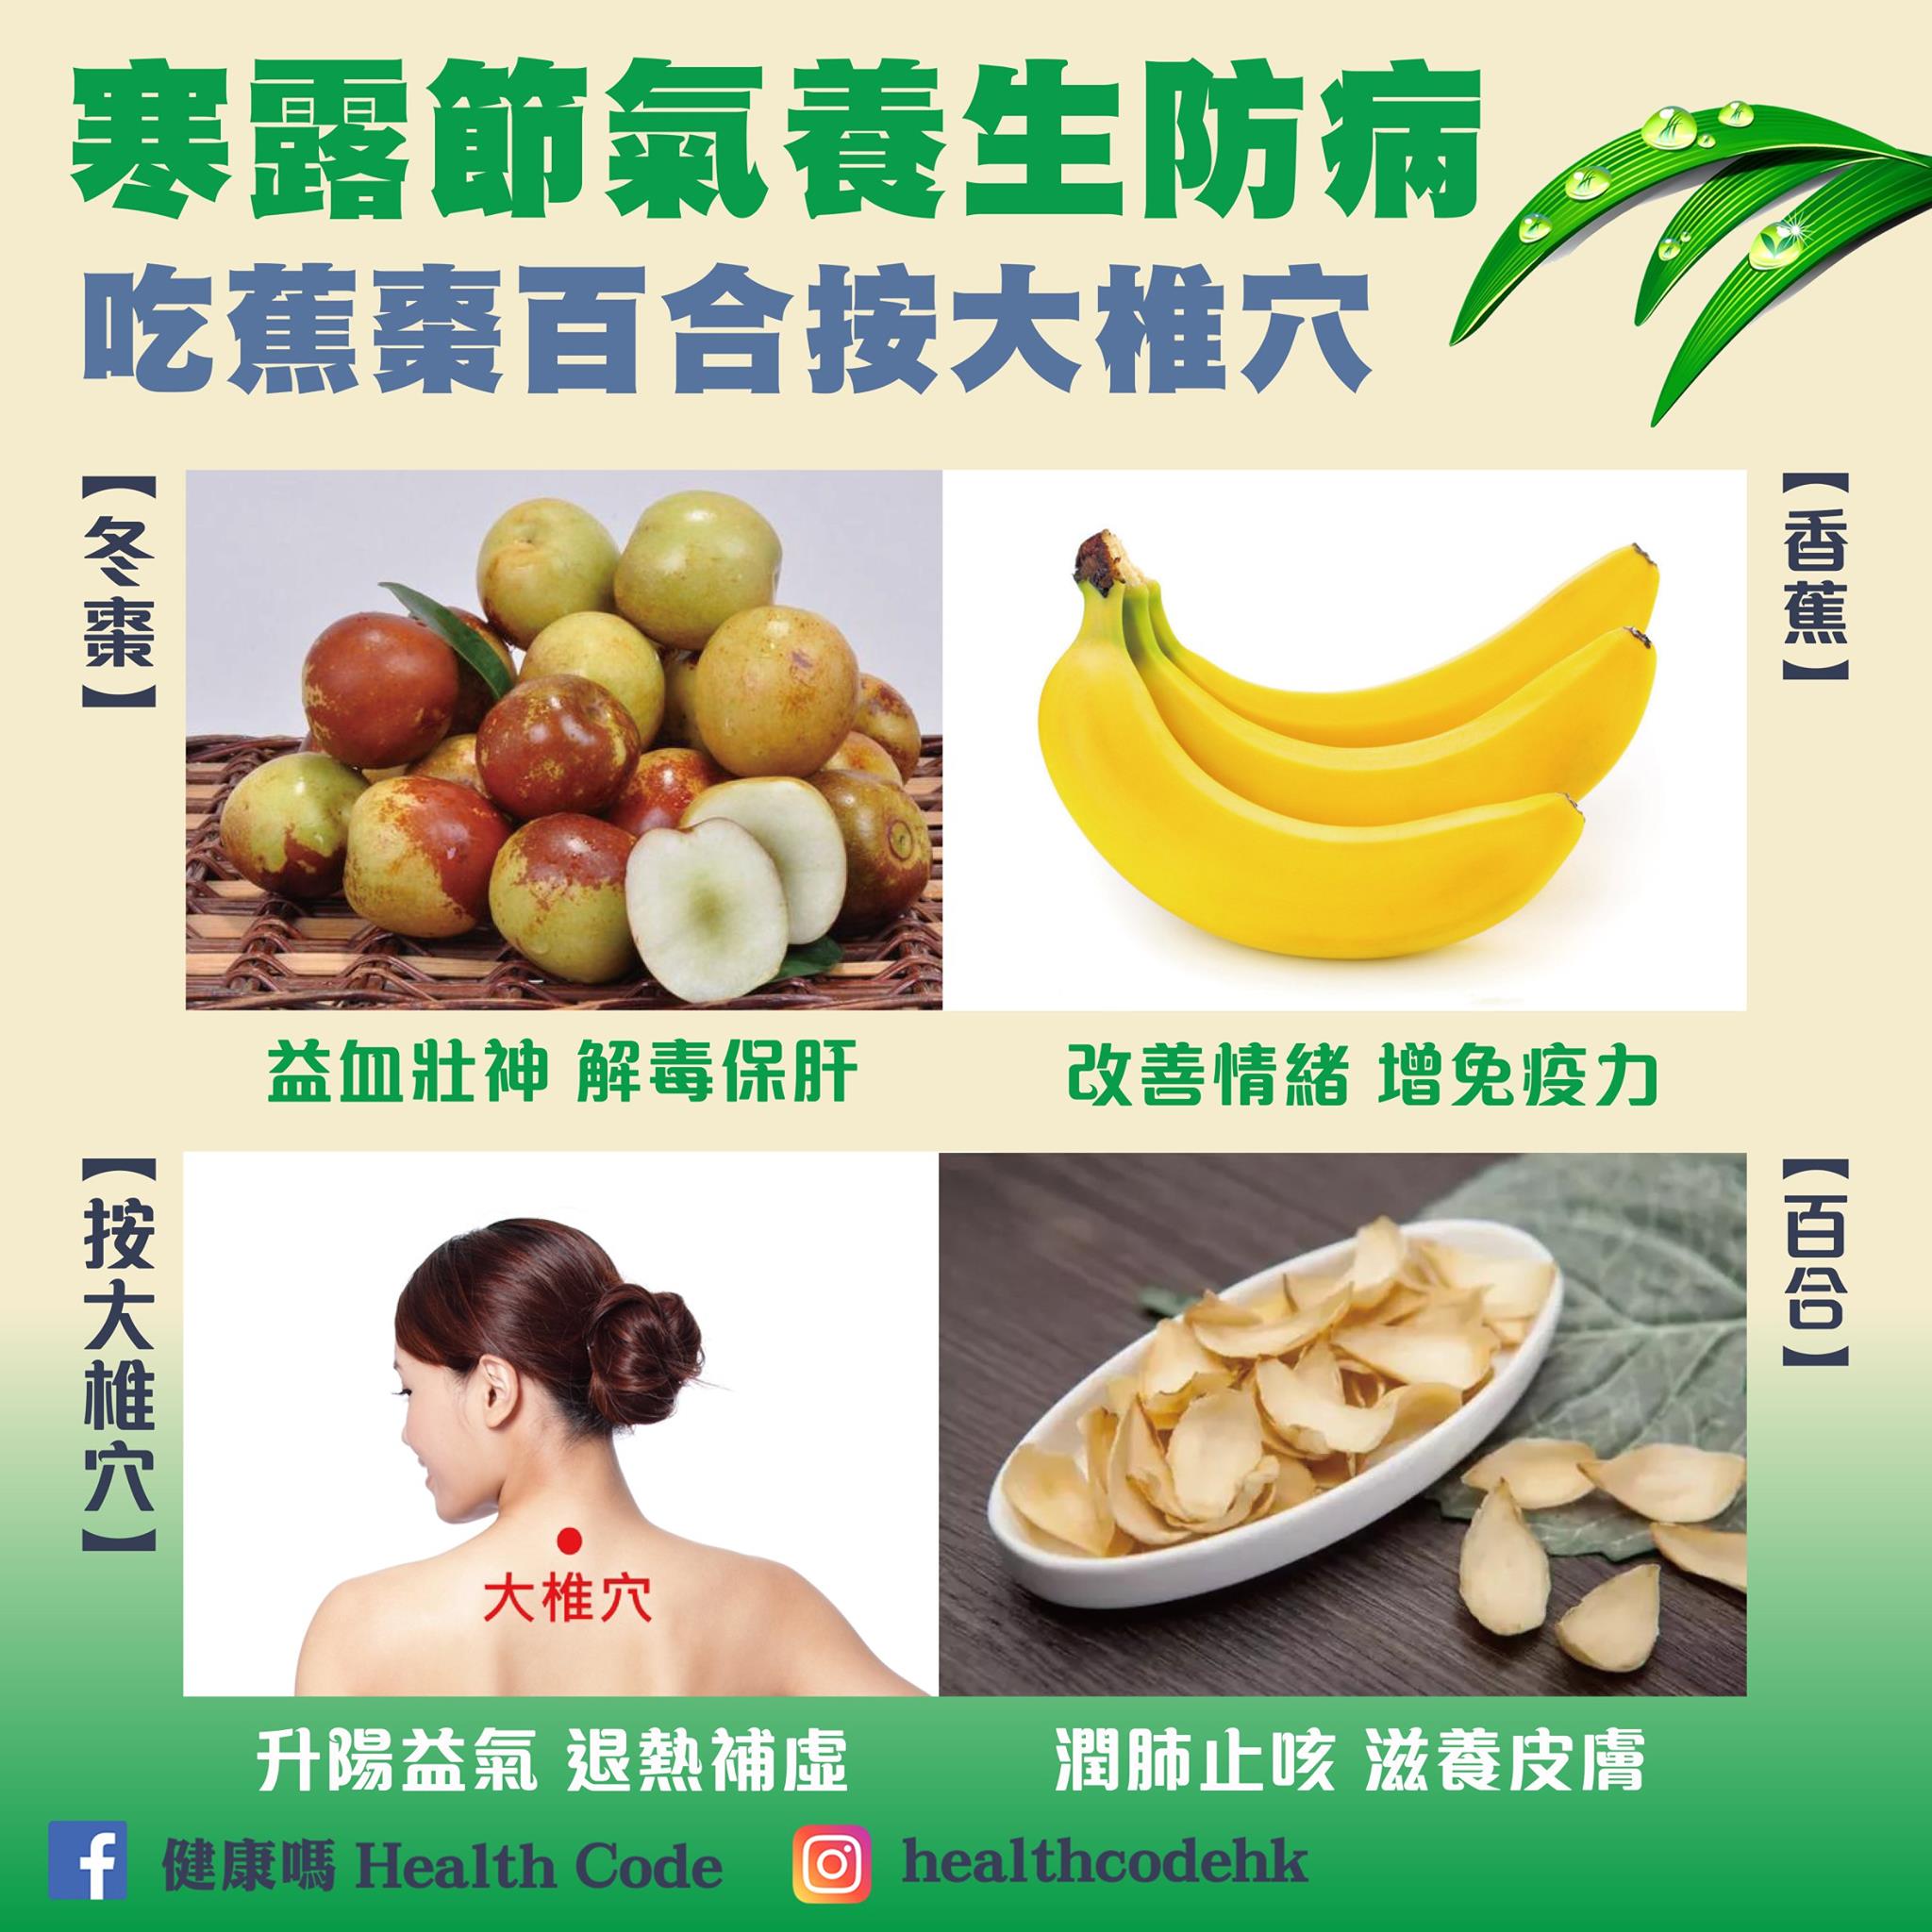 寒露節氣養生防病
吃蕉棗百合按大椎穴
【冬棗】
【香蕉】
益血壯神 解毒保肝
改善情緒 增免疫力
【按大椎穴】
【百合】
大椎穴
升陽益氣 退熱補虛
潤肺止咳 滋養皮膚
健康嗎 Health Code
healthcodehk